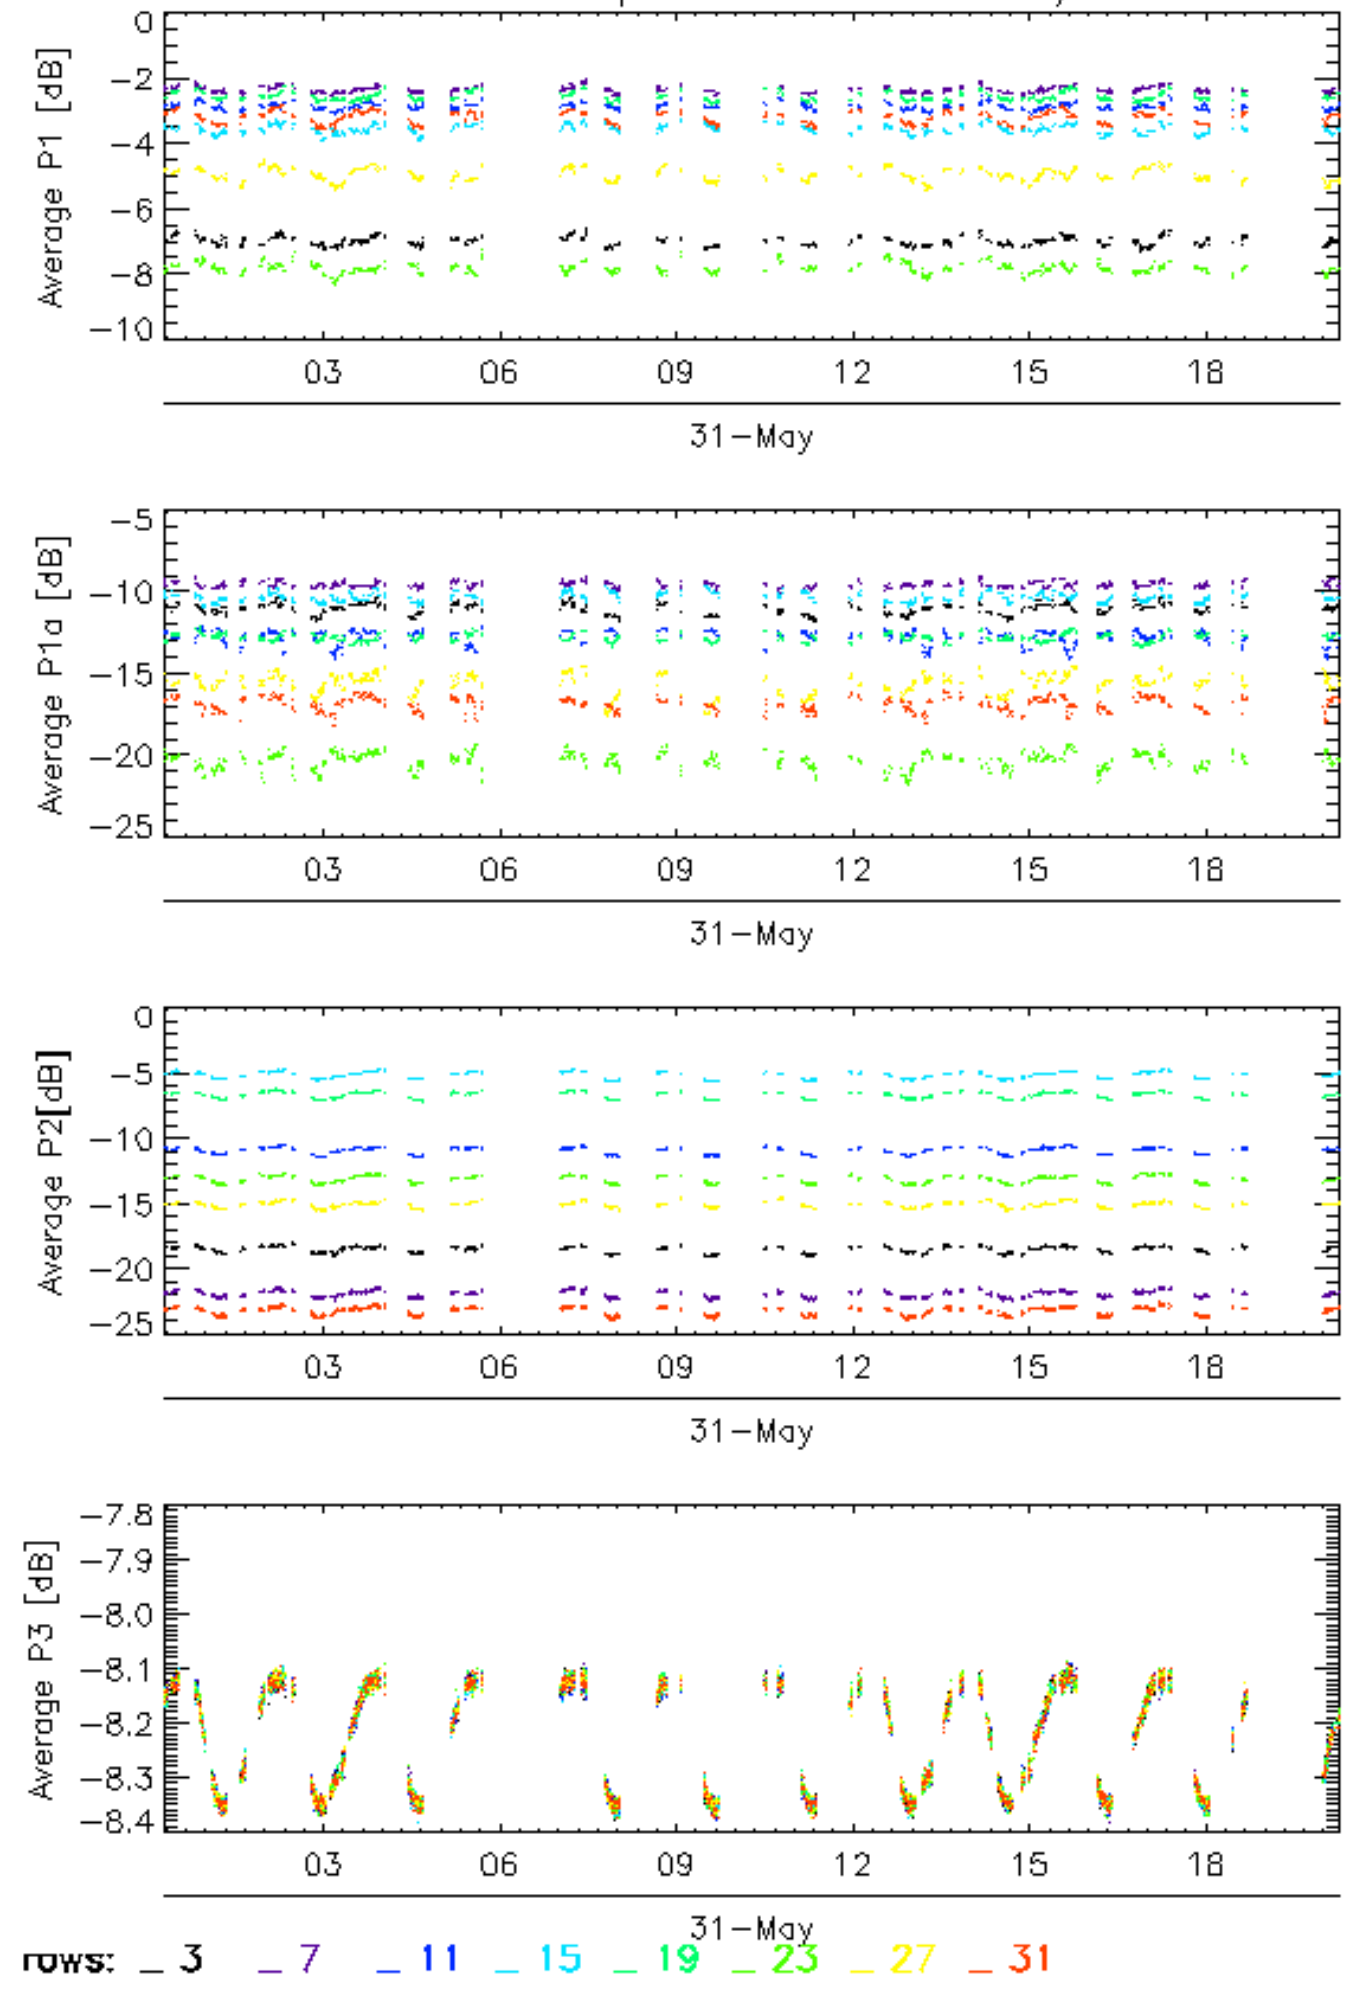 0
−2
−4
−6
−8
−10
Average P1 [dB]
03 06 09 12 15 18
31−May
−5
−10
−15
−20
−25
Average P1a [dB]
03 06 09 12 15 18
31−May
0
−5
−10
−15
−20
−25
Average P2[dB]
03 06 09 12 15 18
31−May
−7.8
−7.9
−8.0
−8.1
−8.2
−8.3
−8.4
Average P3 [dB]
03 06 09 12 15 18
31−May
rows: _ 3 _ 7 _ 11 _ 15 _ 19 _ 23 _ 27 _ 31